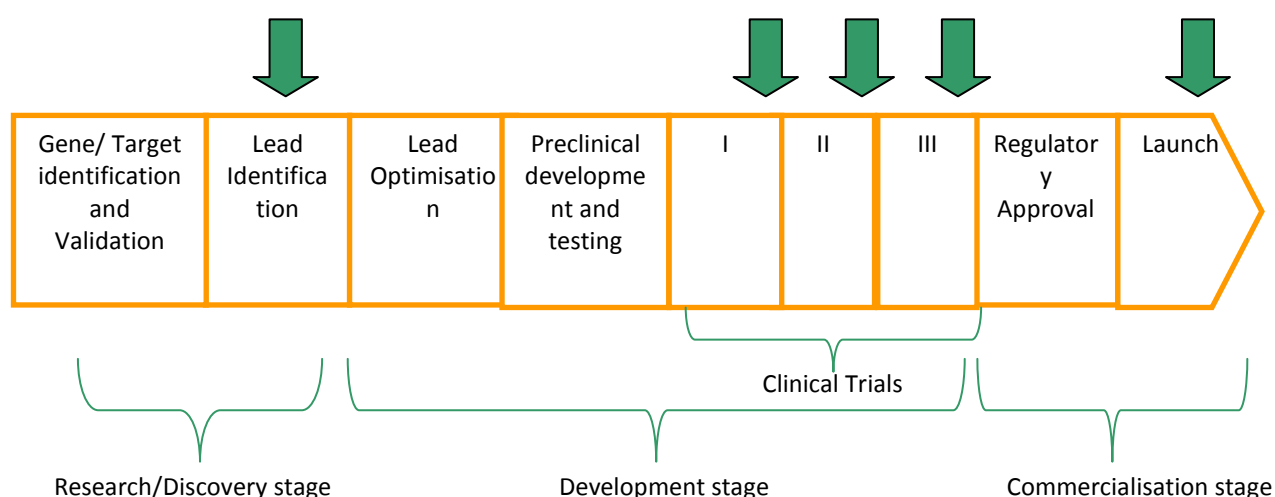 Gene/ Target
identification
and
Validation
Lead
Identifica
tion
Lead
Optimisatio
n
Preclinical
developme
nt and
testing
I
II
III
Regulator
y
Approval
Launch
Clinical Trials
Research/Discovery stage
Development stage
Commercialisation stage